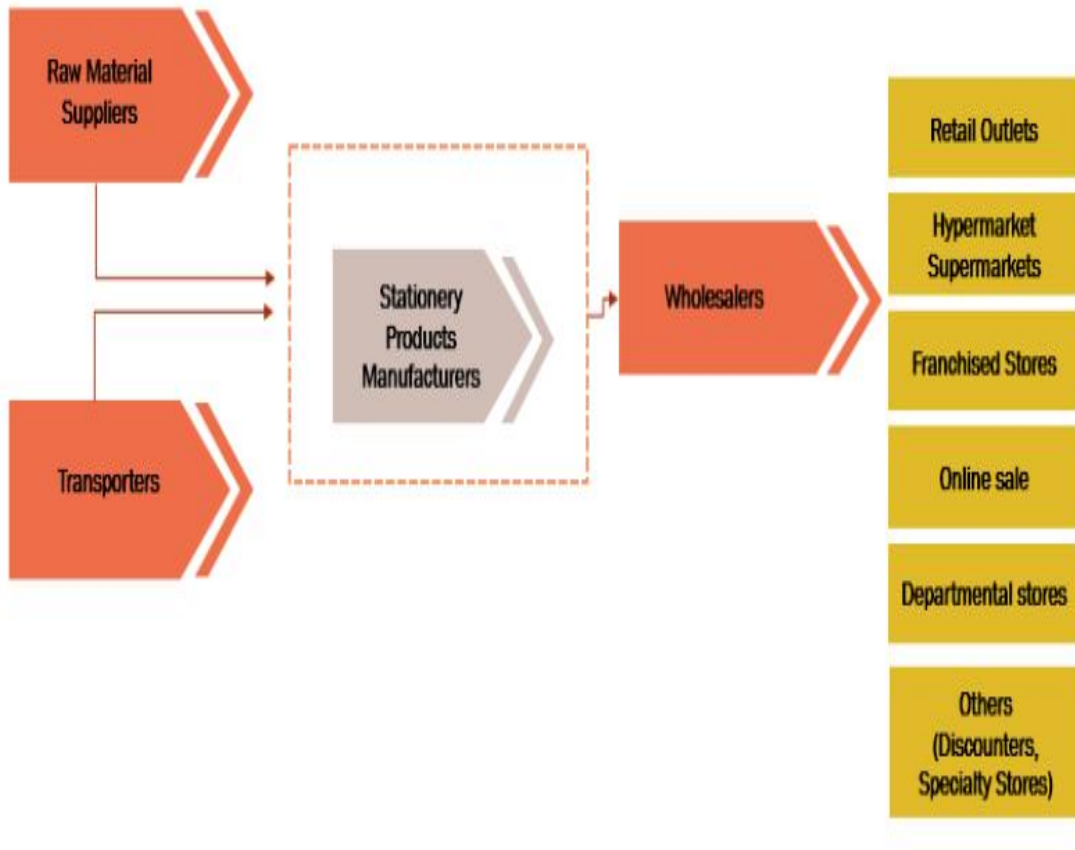 Raw Material
Suppliers
Transporters
Stationery
Products
Manufacturers
Wholesalers
Retail Outlets
Hypermarket
Supermarkets
Franchised Stores
Online sale
Departmental stores
Others
(Discounters,
Specialty Stores)